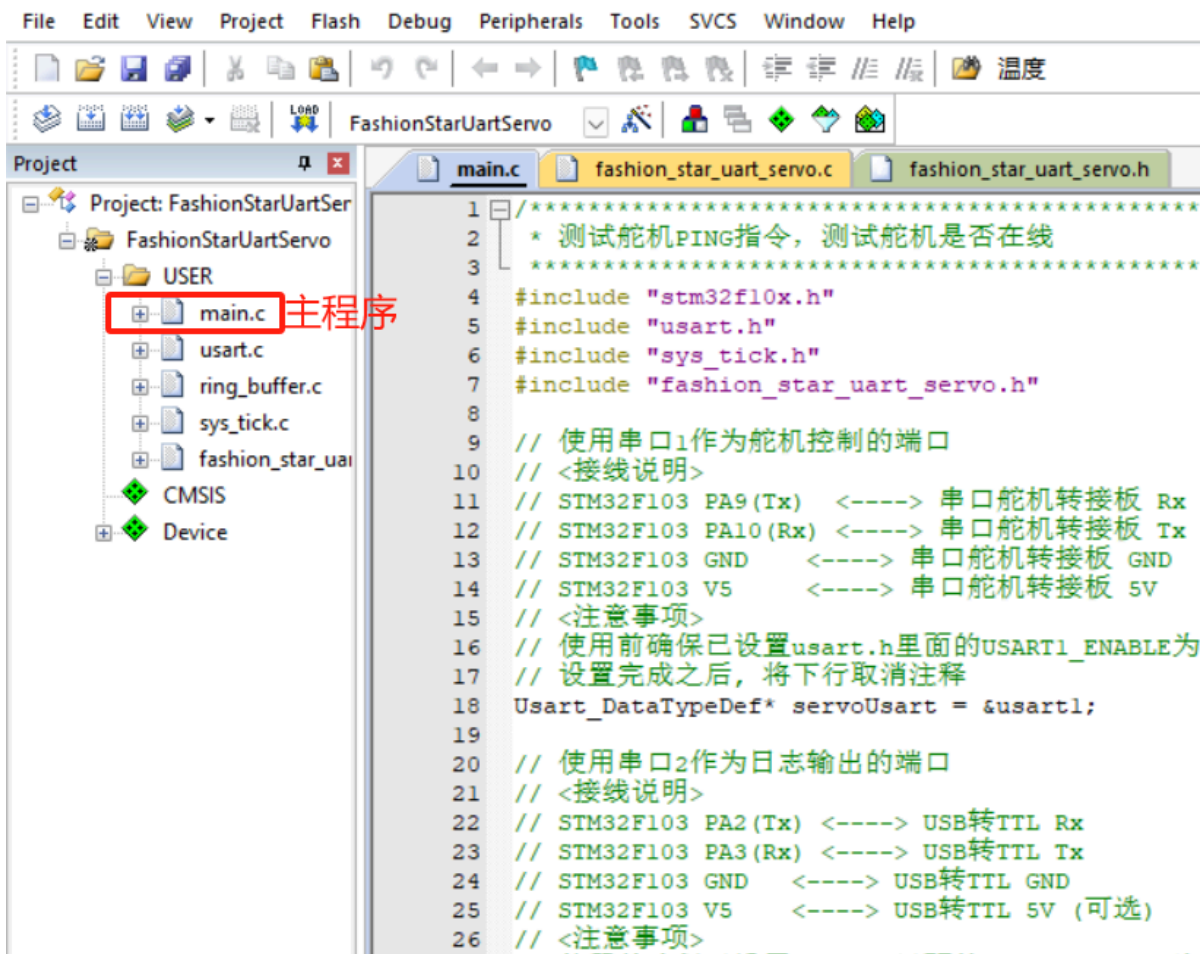 File Edit View Project Flash Debug Peripherals Tools SVCS Window Help
温度
LOAD FashionStarUartServo
Project
Project: FashionStarUartSer
FashionStarUartServo
USER
main.c 主程序
usart.c
ring_buffer.c
sys_tick.c
fashion_star_uar
CMSIS
Device
main.c fashion_star_uart_servo.c fashion_star_uart_servo.h
1 /***********************************************
2 * 测试舵机PING指令，测试舵机是否在线
3 ***********************************************
4 #include "stm32f10x.h"
5 #include "usart.h"
6 #include "sys_tick.h"
7 #include "fashion_star_uart_servo.h"
8
9 // 使用串口1作为舵机控制的端口
10 // <接线说明>
11 // STM32F103 PA9(Tx) <----> 串口舵机转接板 Rx
12 // STM32F103 PA10(Rx) <----> 串口舵机转接板 Tx
13 // STM32F103 GND <----> 串口舵机转接板 GND
14 // STM32F103 V5 <----> 串口舵机转接板 5V
15 // <注意事项>
16 // 使用前确保已设置usart.h里面的USART1_ENABLE为
17 // 设置完成之后, 将下行取消注释
18 Usart_DataTypeDef* servoUsart = &usart1;
19
20 // 使用串口2作为日志输出的端口
21 // <接线说明>
22 // STM32F103 PA2(Tx) <----> USB转TTL Rx
23 // STM32F103 PA3(Rx) <----> USB转TTL Tx
24 // STM32F103 GND <----> USB转TTL GND
25 // STM32F103 V5 <----> USB转TTL 5V (可选)
26 // <注意事项>